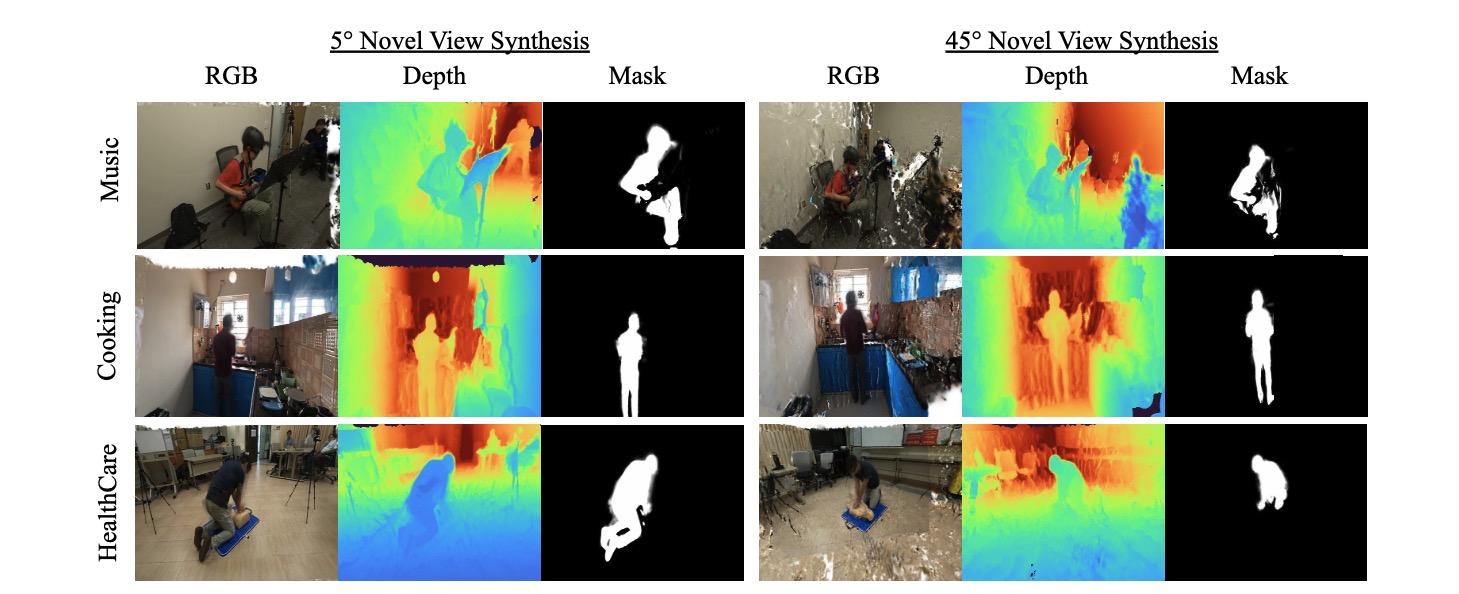 5° Novel View Synthesis
45° Novel View Synthesis
RGB
Depth
Mask
RGB
Depth
Mask
Music
Cooking
HealthCare